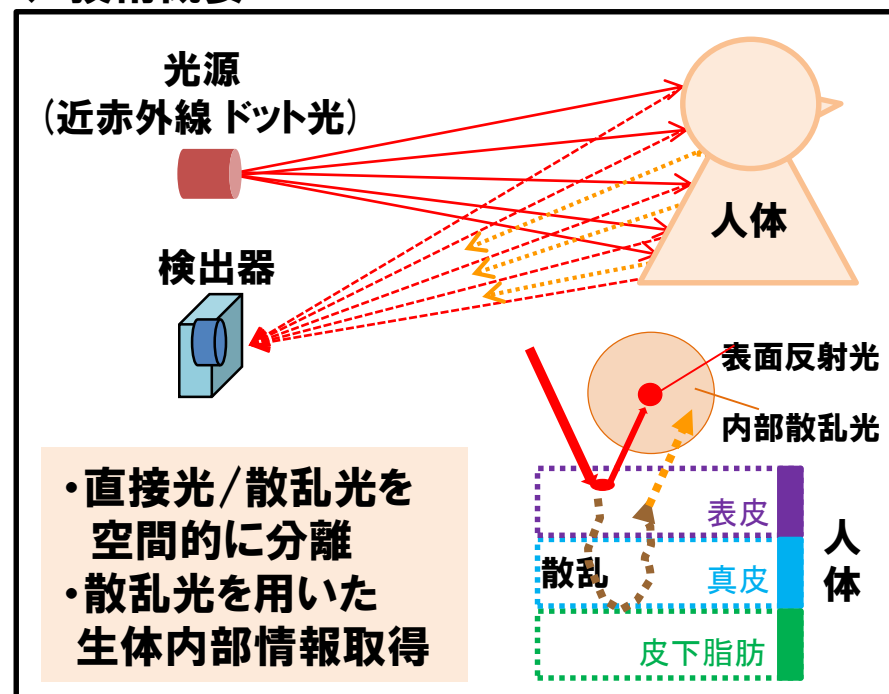 光源
(近赤外線 ドット光)
人体
検出器
表面反射光
内部散乱光
・直接光/散乱光を
空間的に分離
・散乱光を用いた
生体内部情報取得
表皮
散乱
真皮
皮下脂肪
人体